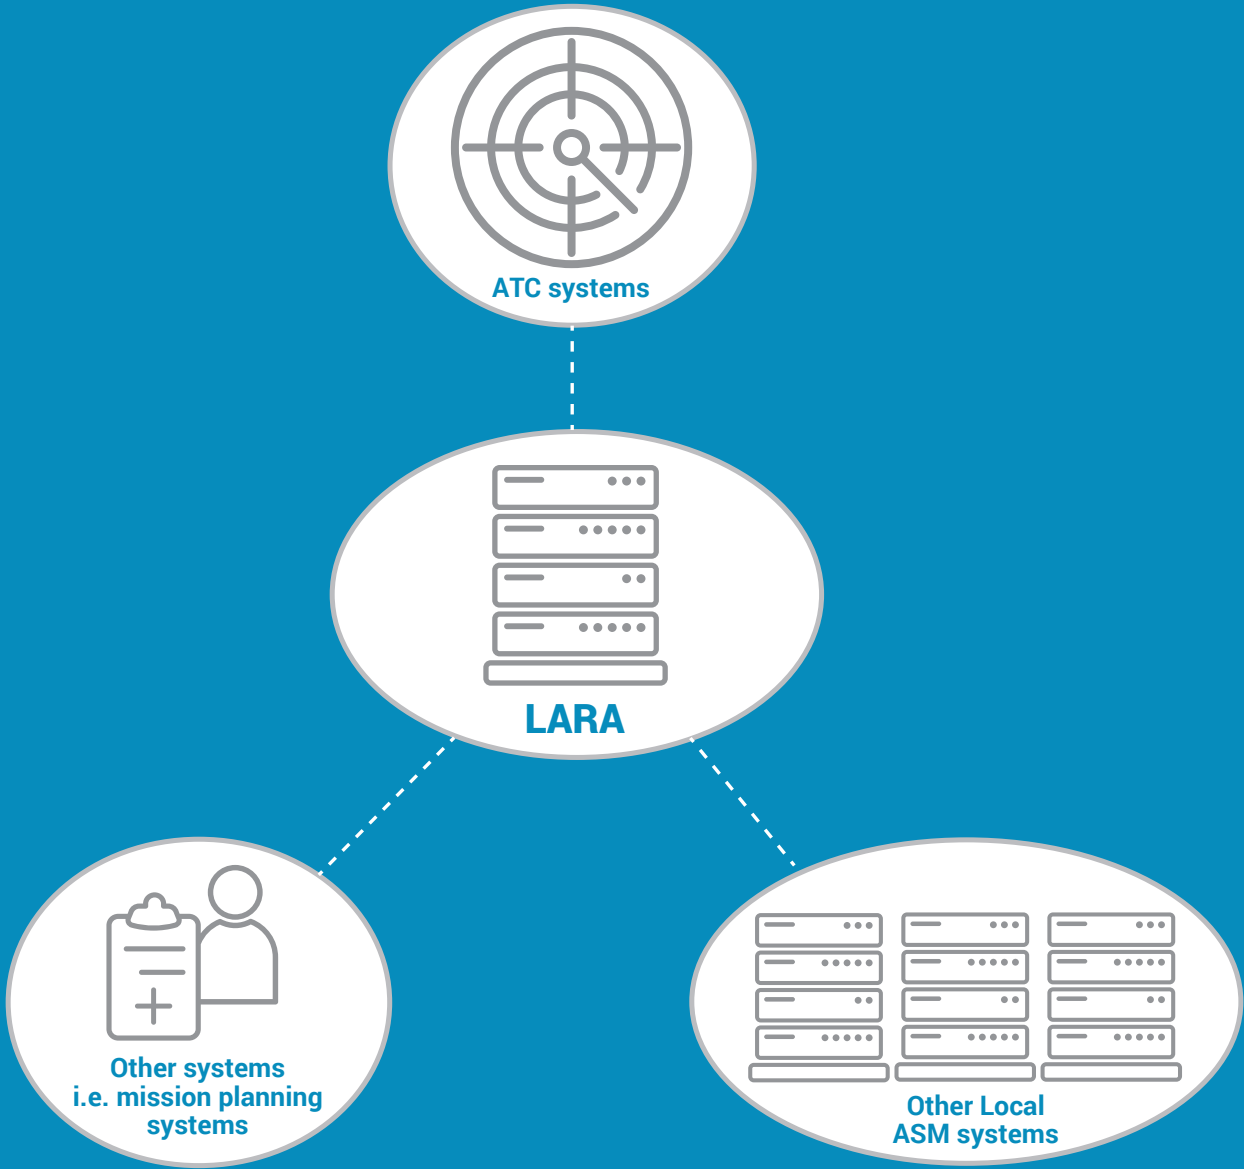 ATC systems
LARA
Other systems
i.e. mission planning
systems
Other Local
ASM systems